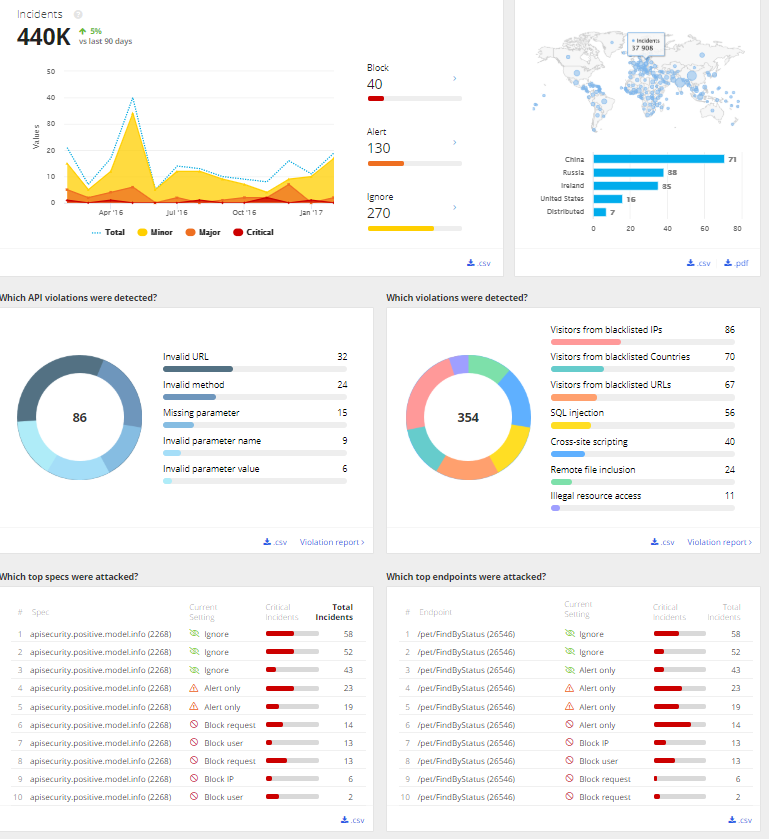 Incidents ?
440K 5%
vs last 90 days
50
40
30
20
10
0
Values
Apr '16 Jul '16 Oct '16 Jan '17
Total Minor Major Critical
Block
40
Alert
130
Ignore
270
.csv
Incidents
37 906
China 71
Russia 38
Ireland 35
United States 16
Distributed 7
0 20 40 60 80
.csv .pdf
Which API violations were detected?
86
Invalid URL 32
Invalid method 24
Missing parameter 15
Invalid parameter name 9
Invalid parameter value 6
.csv Violation report
Which violations were detected?
354
Visitors from blacklisted IPs 86
Visitors from blacklisted Countries 70
Visitors from blacklisted URLs 67
SQL injection 56
Cross-site scripting 40
Remote file inclusion 24
Illegal resource access 11
.csv Violation report
Which top specs were attacked?
# Spec Current Setting Critical Incidents Total Incidents
1 apisecurity.positive.model.info (2268) Ignore 58
2 apisecurity.positive.model.info (2268) Ignore 52
3 apisecurity.positive.model.info (2268) Ignore 43
4 apisecurity.positive.model.info (2268) Alert only 23
5 apisecurity.positive.model.info (2268) Alert only 19
6 apisecurity.positive.model.info (2268) Block request 14
7 apisecurity.positive.model.info (2268) Block user 13
8 apisecurity.positive.model.info (2268) Block request 13
9 apisecurity.positive.model.info (2268) Block IP 6
10 apisecurity.positive.model.info (2268) Block user 2
.csv
Which top endpoints were attacked?
# Endpoint Current Setting Critical Incidents Total Incidents
1 /pet/FindByStatus (26546) Ignore 58
2 /pet/FindByStatus (26546) Ignore 52
3 /pet/FindByStatus (26546) Alert only 43
4 /pet/FindByStatus (26546) Alert only 23
5 /pet/FindByStatus (26546) Alert only 19
6 /pet/FindByStatus (26546) Alert only 14
7 /pet/FindByStatus (26546) Block IP 13
8 /pet/FindByStatus (26546) Block user 13
9 /pet/FindByStatus (26546) Block request 6
10 /pet/FindByStatus (26546) Block request 2
.csv